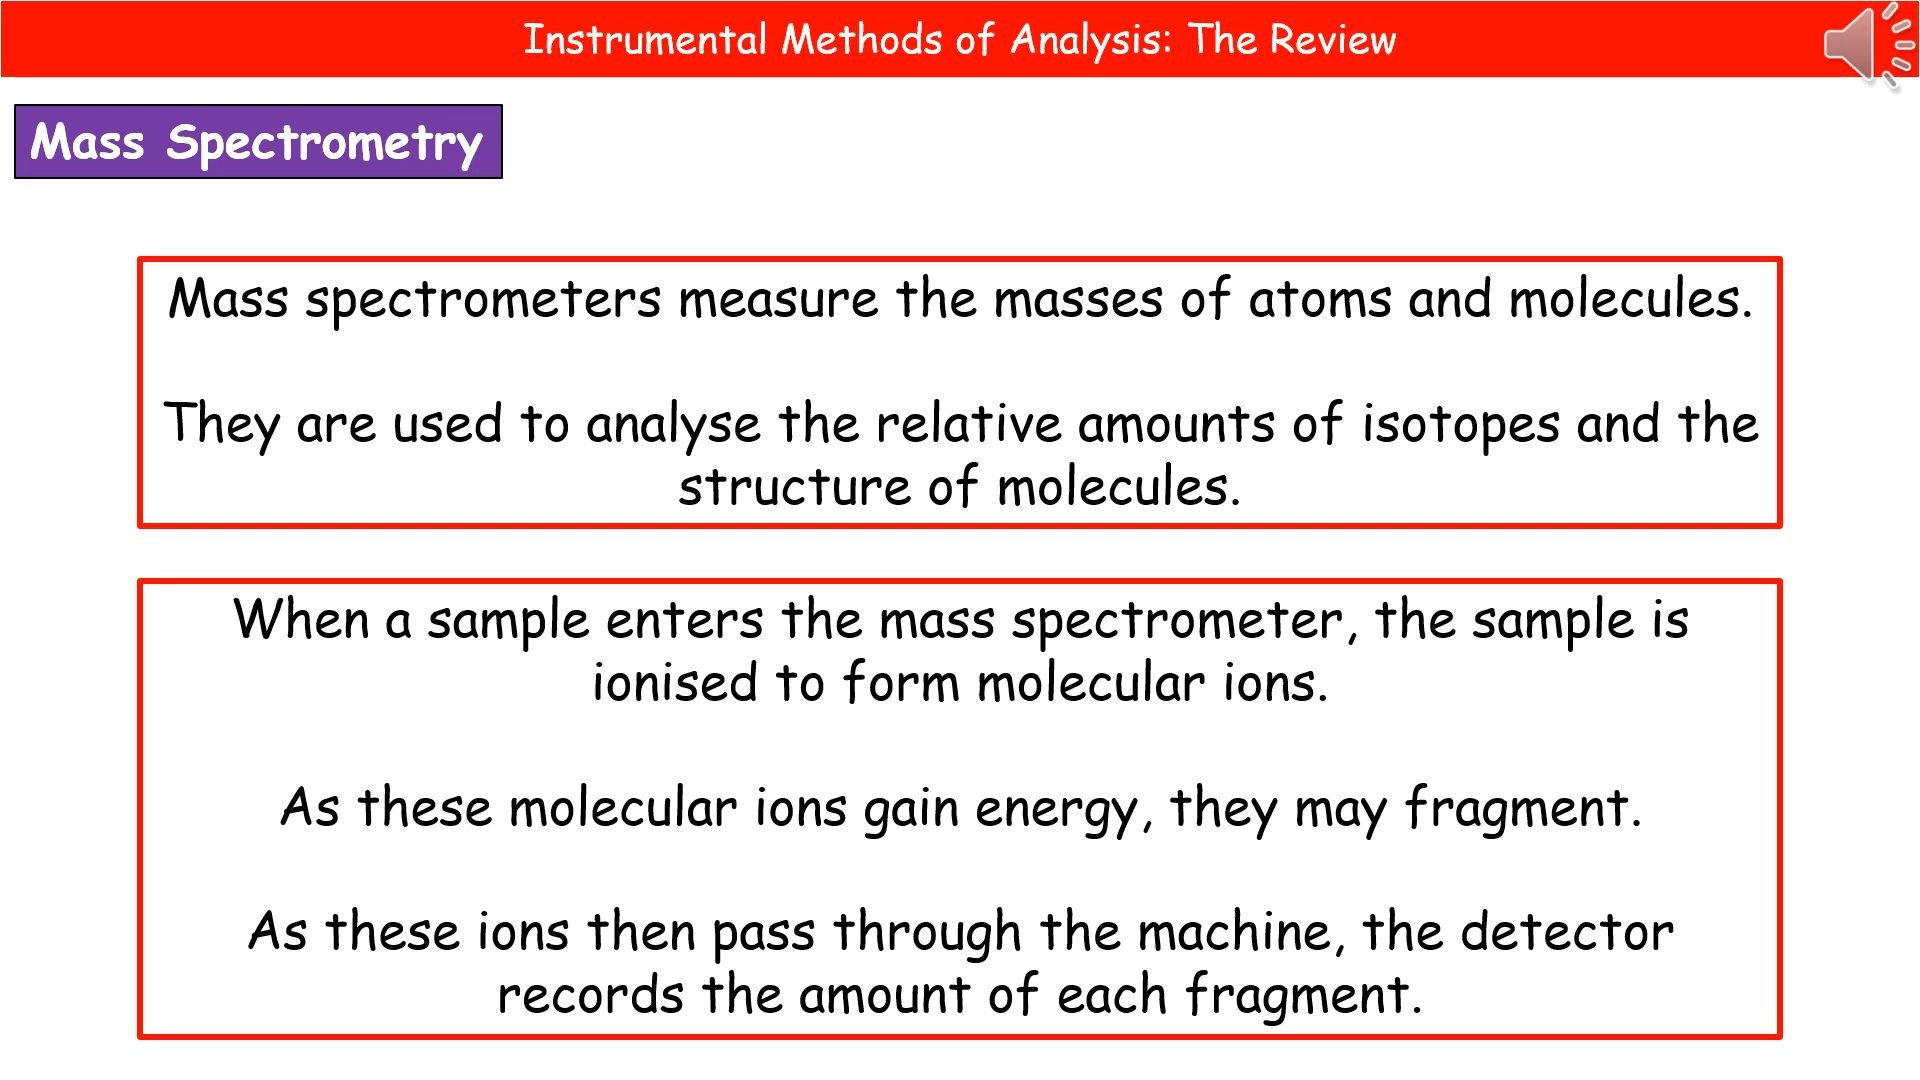 Instrumental Methods of Analysis: The Review
Mass Spectrometry
Mass spectrometers measure the masses of atoms and molecules.
They are used to analyse the relative amounts of isotopes and the
structure of molecules.
When a sample enters the mass spectrometer, the sample is
ionised to form molecular ions.
As these molecular ions gain energy, they may fragment.
As these ions then pass through the machine, the detector
records the amount of each fragment.